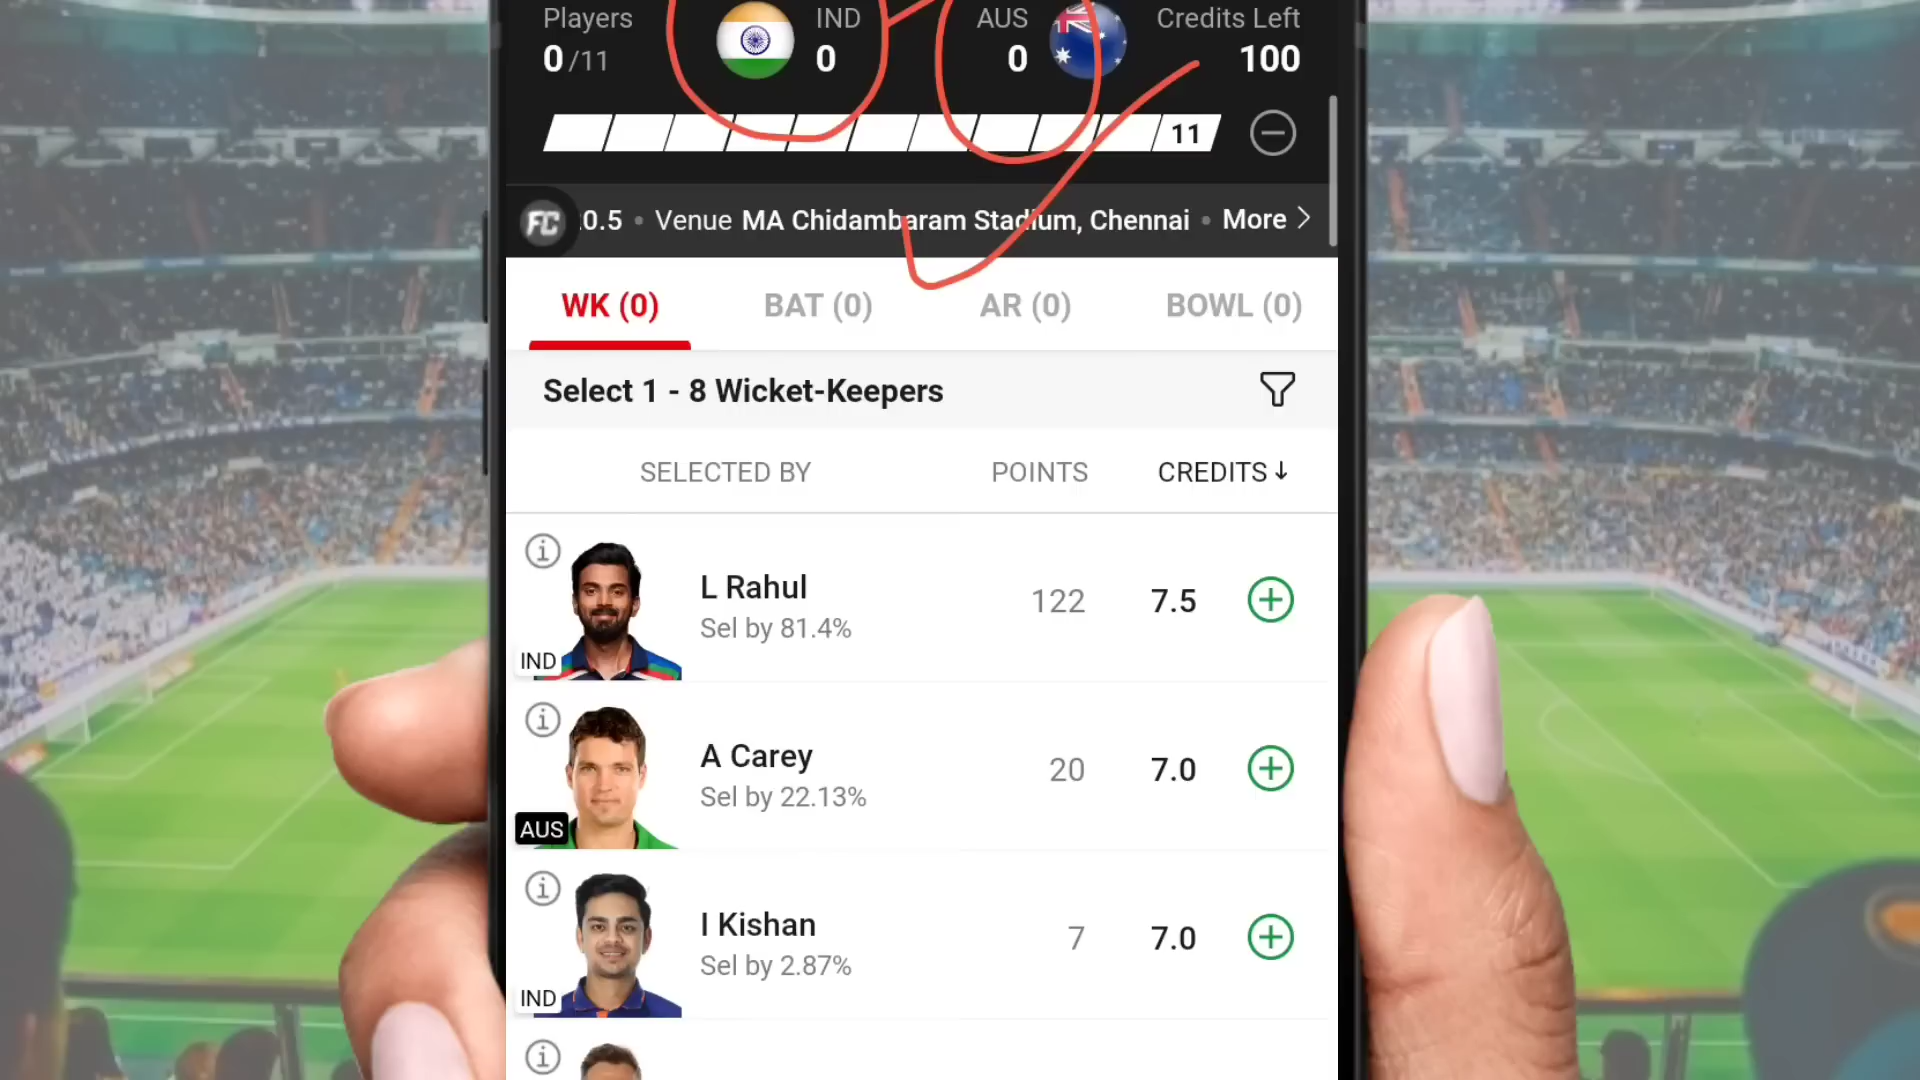 Players IND AUS Credits Left
0/11 0 0 100
11
FC 0.5 • Venue MA Chidambaram Stadium, Chennai • More >
WK (0) BAT (0) AR (0) BOWL (0)
Select 1 - 8 Wicket-Keepers
SELECTED BY POINTS CREDITS↓
L Rahul 122 7.5
Sel by 81.4%
IND
A Carey 20 7.0
Sel by 22.13%
AUS
I Kishan 7 7.0
Sel by 2.87%
IND